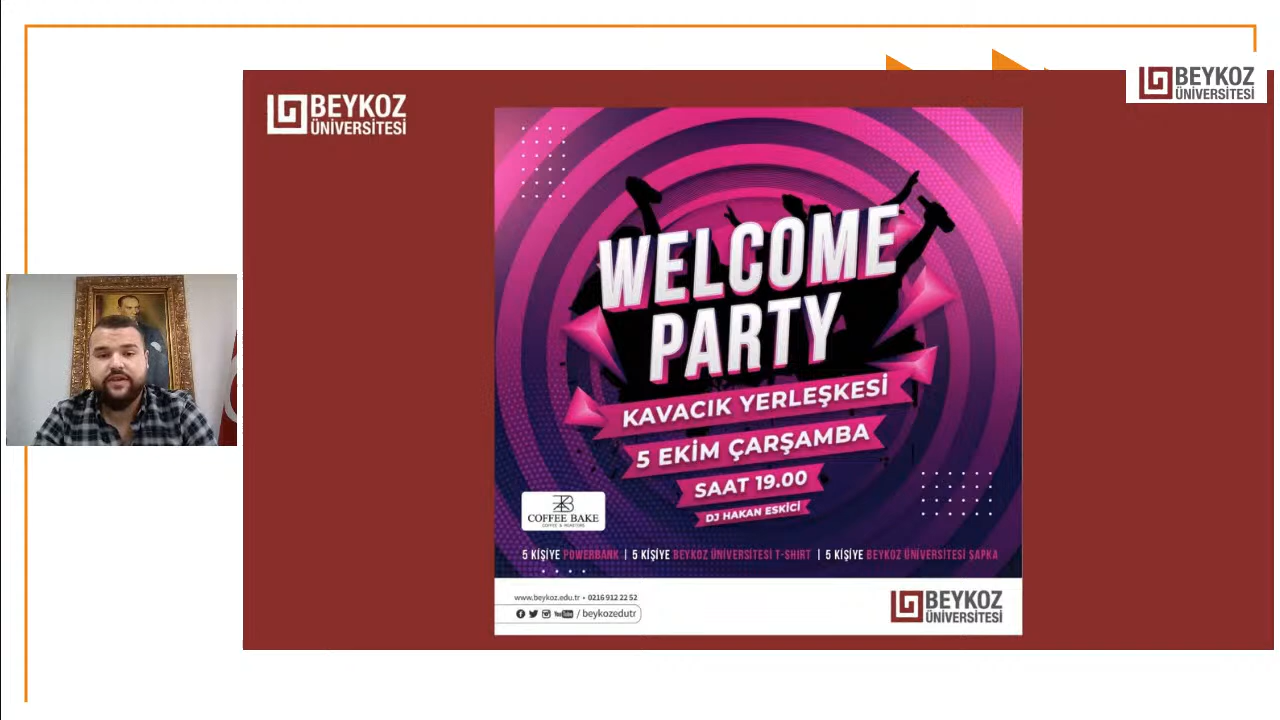 BEYKOZ
ÜNİVERSİTESİ
BEYKOZ
ÜNİVERSİTESİ
WELCOME
PARTY
KAVACIK YERLEŞKESİ
5 EKİM ÇARŞAMBA
SAAT 19.00
DJ HAKAN ESKİCİ
COFFEE BAKE
COFFEE & ROASTERS
5 KİŞİYE POWERBANK | 5 KİŞİYE BEYKOZ ÜNİVERSİTESİ T-SHIRT | 5 KİŞİYE BEYKOZ ÜNİVERSİTESİ ŞAPKA
www.beykoz.edu.tr • 0216 912 22 52
YouTube / beykozedutr
BEYKOZ
ÜNİVERSİTESİ